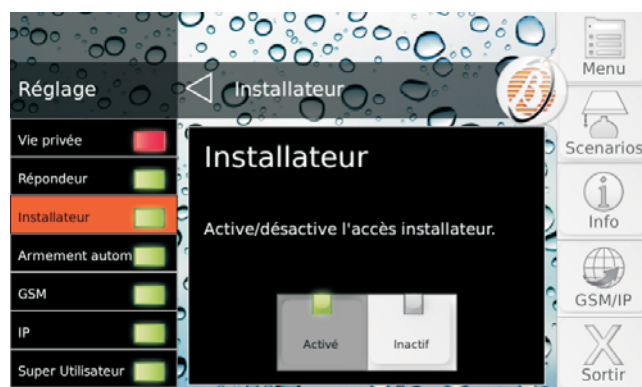 Réglage
Installateur
Vie privée
Répondeur
Installateur
Armement autom
GSM
IP
Super Utilisateur
Installateur
Active/désactive l'accès installateur.
Activé
Inactif
Menu
Scenarios
Info
GSM/IP
Sortir